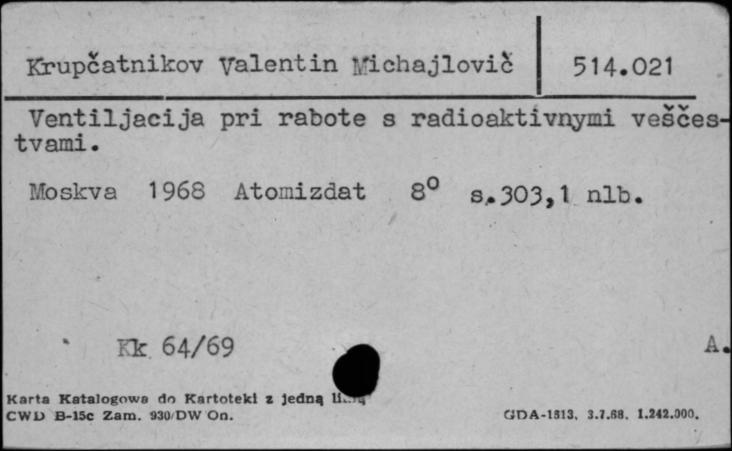 Krupčatnikov Valentin Michajlovič 514.021
Ventiljacija pri rabote s radioaktivnymi veščes-
tvami.
Moskva 1968 Atomizdat 8° s.303,1 nlb.
Kk 64/69 A.
Karta Katalogowa do Kartoteki z jedną
CWD B-15c Zam. 930/DW On. GDA-1813. 3.7.68. 1.242.000.